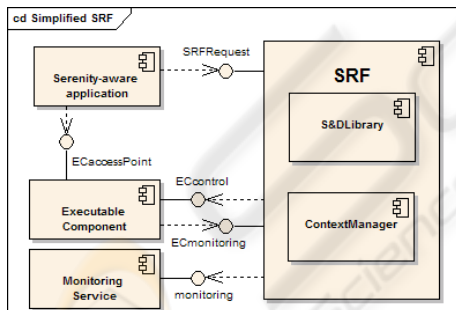 cd Simplified SRF
SRFRequest
Serenity-aware
application
SRF
S&DLibrary
ECaccessPoint
ECcontrol
Executable
Component
ContextManager
ECmonitoring
Monitoring
Service
monitoring